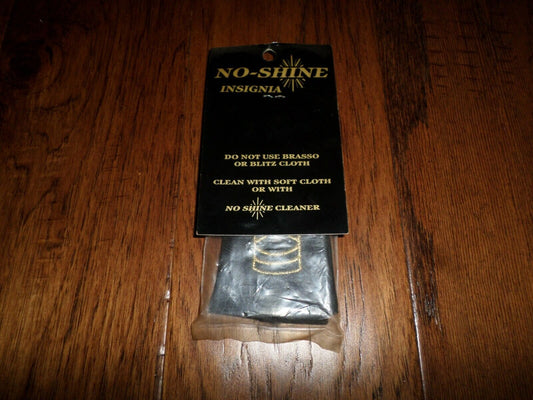 NO-SHINE
INSIGNIA
DO NOT USE BRASSO
OR BLITZ CLOTH
CLEAN WITH SOFT CLOTH
OR WITH
NO SHINE CLEANER